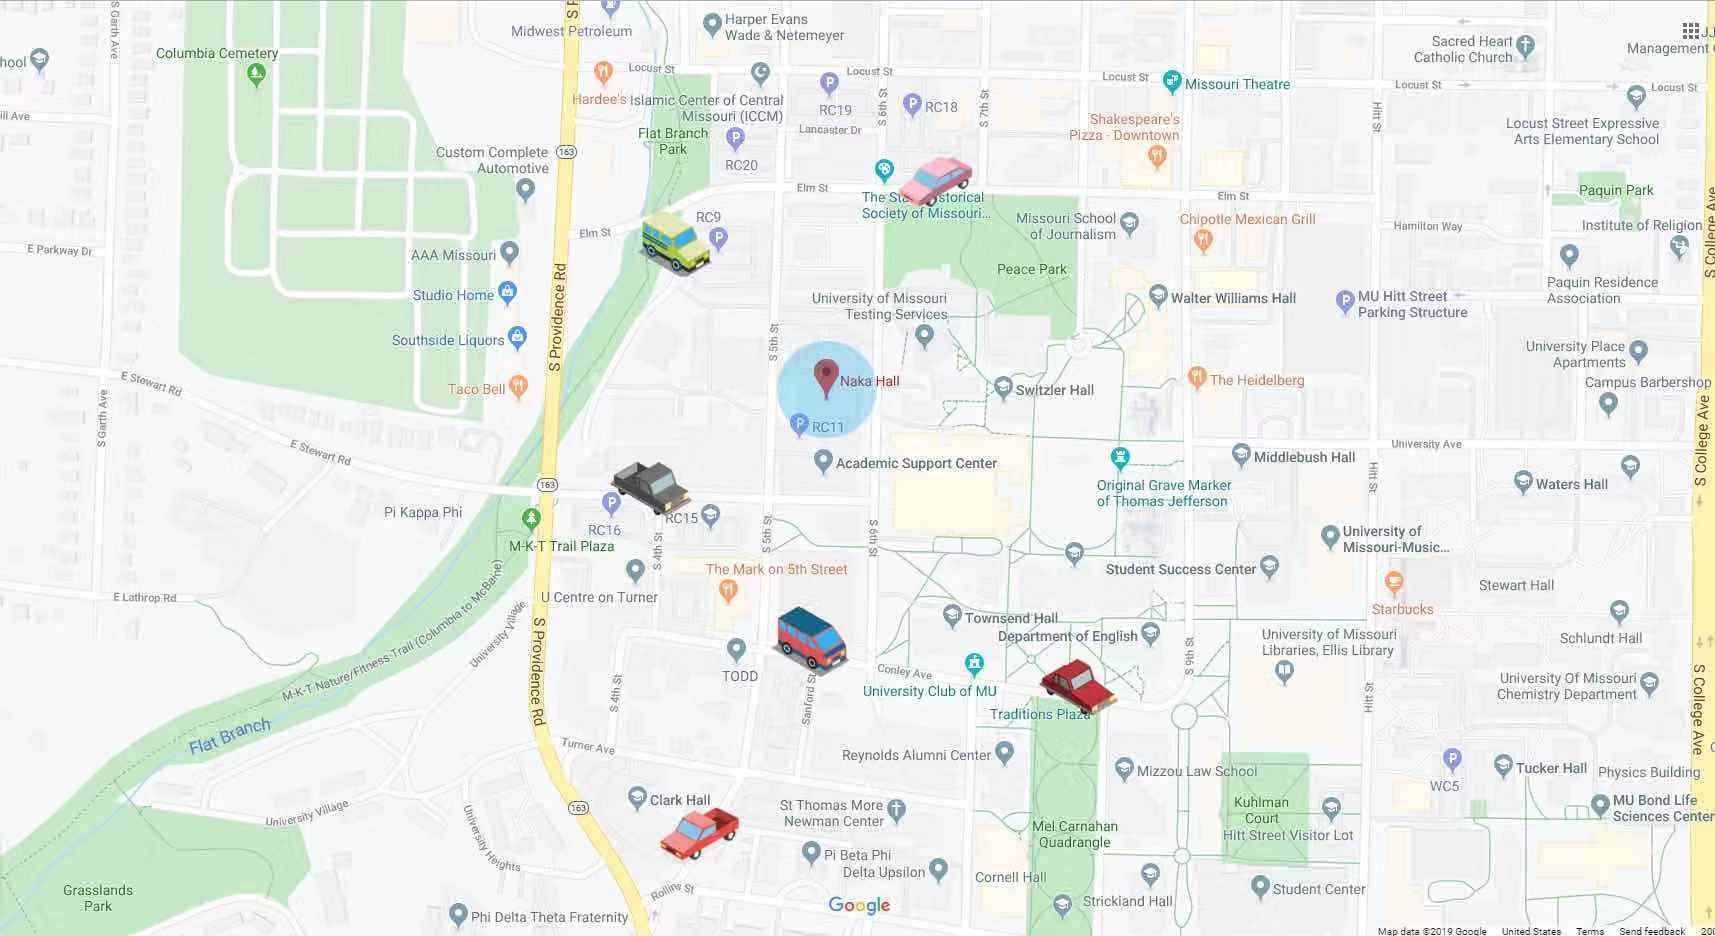 S Garth Ave
Columbia Cemetery
Midwest Petroleum
Harper Evans
Wade & Netemeyer
Sacred Heart
Catholic Church
Management
hool
Locust St
Locust St
Locust St
Locust St
Locust St
Hardee's
Islamic Center of Central
Missouri (ICCM)
RC19
RC18
S 6th St
S 7th St
Missouri Theatre
Hitt St
Shakespeare's
Pizza - Downtown
Locust Street Expressive
Arts Elementary School
ill Ave
Flat Branch
Park
Lancaster Dr
RC20
Custom Complete
Automotive
163
Elm St
The Sta
istorical
Society of Missouri...
Elm St
Paquin Park
RC9
Elm St
Missouri School
of Journalism
Chipotle Mexican Grill
Hamilton Way
Institute of Religion
S College Ave
E Parkway Dr
AAA Missouri
Peace Park
Paquin Residence
Association
Studio Home
S Providence Rd
University of Missouri
Testing Services
Walter Williams Hall
MU Hitt Street
Parking Structure
Southside Liquors
S 5th St
University Place
Apartments
E Stewart Rd
Taco Bell
Naka Hall
Switzler Hall
The Heidelberg
Campus Barbershop
S Garth Ave
RC11
E Stewart Rd
Academic Support Center
University Ave
Middlebush Hall
S College Ave
Original Grave Marker
of Thomas Jefferson
Hitt St
Waters Hall
163
Pi Kappa Phi
RC16
RC15
M-K-T Trail Plaza
S 4th St
S 5th St
S 6th St
University of
Missouri-Music...
The Mark on 5th Street
Student Success Center
Stewart Hall
E Lathrop Rd
U Centre on Turner
Starbucks
M-K-T Nature/Fitness Trail (Columbia to McBaine)
University Village
S Providence Rd
Townsend Hall
Department of English
University of Missouri
Libraries, Ellis Library
Schlundt Hall
TODD
Conley Ave
S 9th St
University Club of MU
Hitt St
University Of Missouri
Chemistry Department
S College Ave
S 4th St
Sanford St
Traditions Plaza
Flat Branch
Turner Ave
Reynolds Alumni Center
Mizzou Law School
WC5
Tucker Hall
Physics Building
University Village
163
Clark Hall
St Thomas More
Newman Center
Kuhlman
Court
Hitt Street Visitor Lot
MU Bond Life
Sciences Center
University Heights
Mel Carnahan
Quadrangle
Pi Beta Phi
Delta Upsilon
Cornell Hall
Grasslands
Park
Rollins St
Student Center
Strickland Hall
Phi Delta Theta Fraternity
Google
Map data ©2019 Google
United States
Terms
Send feedback
200